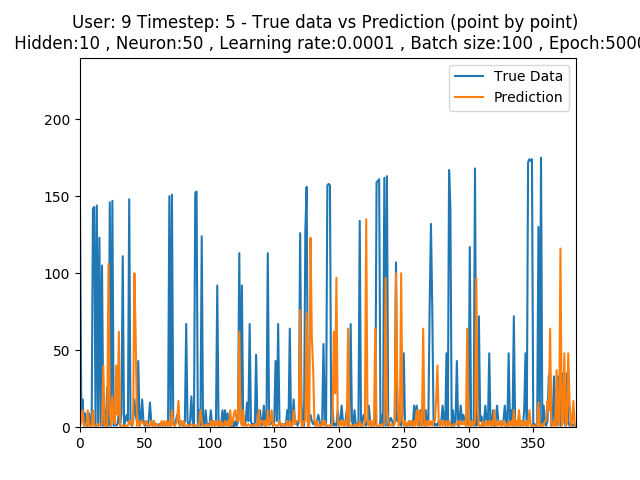 User: 9 Timestep: 5 - True data vs Prediction (point by point)
Hidden:10 , Neuron:50 , Learning rate:0.0001 , Batch size:100 , Epoch:5000
True Data
Prediction
200
150
100
50
0
0 50 100 150 200 250 300 350